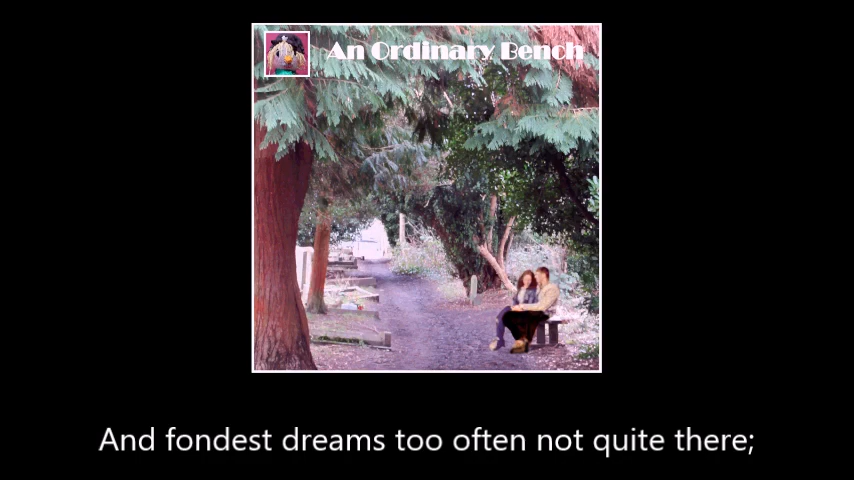 An Ordinary Bench
And fondest dreams too often not quite there;